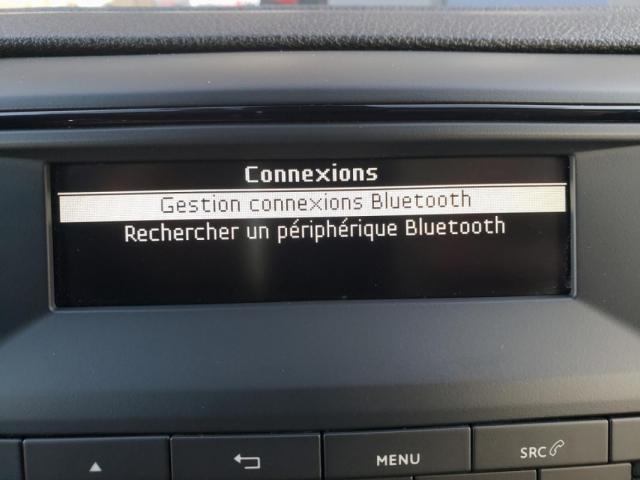 Connexions
Gestion connexions Bluetooth
Rechercher un périphérique Bluetooth
MENU
SRC